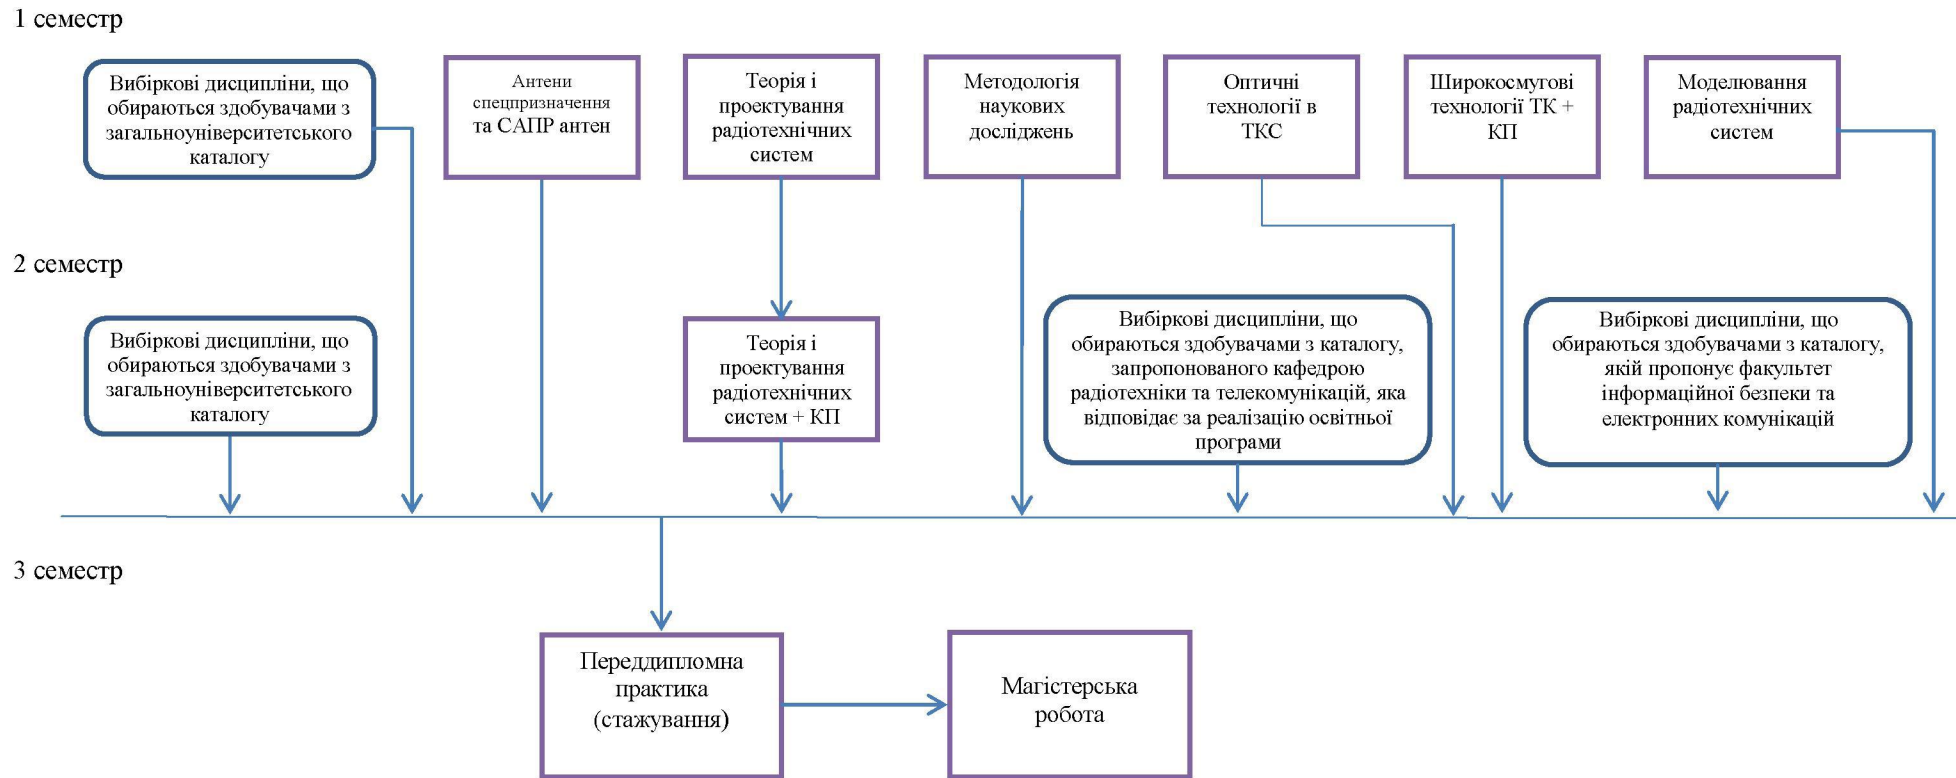 1 семестр
Вибіркові дисципліни, що
обираються здобувачами з
загальноуніверситетського
каталогу
Антени
спецпризначення
та САПР антен
Теорія і
проектування
радіотехнічних
систем
Методологія
наукових
досліджень
Оптичні
технології в
ТКС
Широкосмугові
технології ТК +
КП
Моделювання
радіотехнічних
систем
2 семестр
Вибіркові дисципліни, що
обираються здобувачами з
загальноуніверситетського
каталогу
Теорія і
проектування
радіотехнічних
систем + КП
Вибіркові дисципліни, що
обираються здобувачами з каталогу,
запропонованого кафедрою
радіотехніки та телекомунікацій, яка
відповідає за реалізацію освітньої
програми
Вибіркові дисципліни, що
обираються здобувачами з каталогу,
якій пропонує факультет
інформаційної безпеки та
електронних комунікацій
3 семестр
Переддипломна
практика
(стажування)
Магістерська
робота